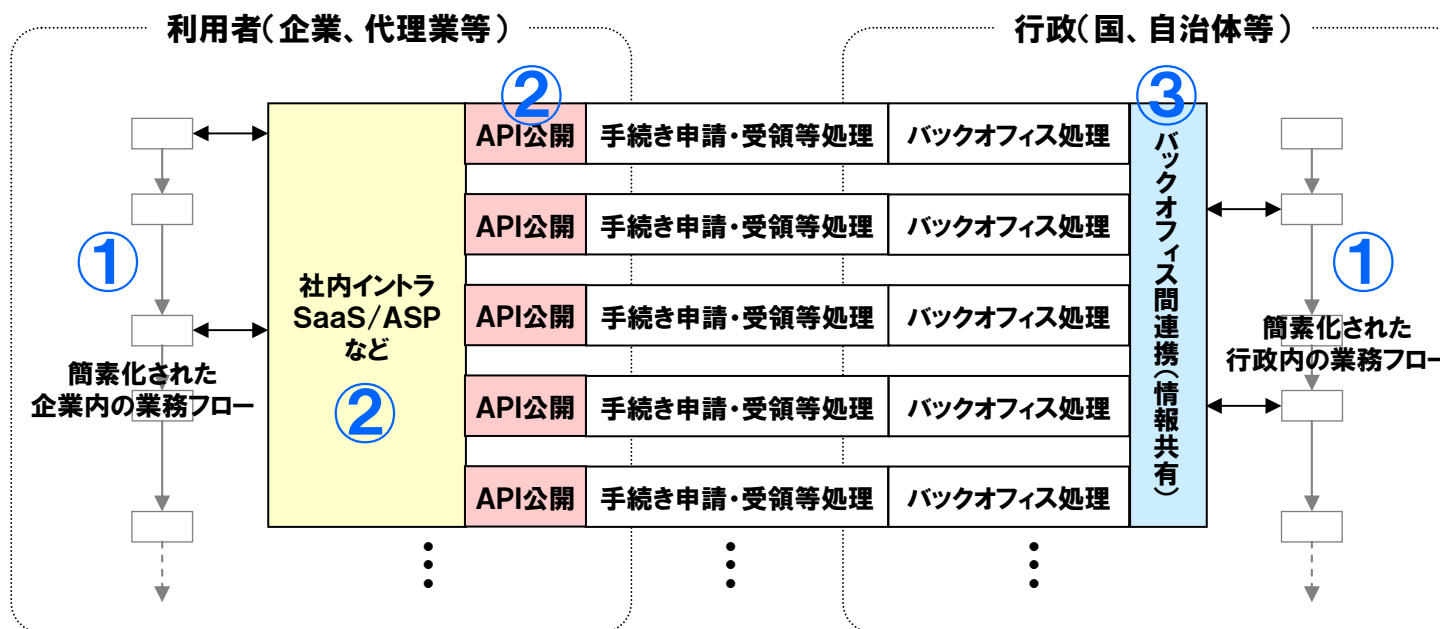 利用者（企業、代理業等）
行政（国、自治体等）
②
③
API公開
手続き申請・受領等処理
バックオフィス処理
API公開
手続き申請・受領等処理
バックオフィス処理
API公開
手続き申請・受領等処理
バックオフィス処理
API公開
手続き申請・受領等処理
バックオフィス処理
API公開
手続き申請・受領等処理
バックオフィス処理
バックオフィス間連携（情報共有）
①
社内イントラ
SaaS/ASP
など
②
簡素化された
企業内の業務フロー
①
簡素化された
行政内の業務フロー